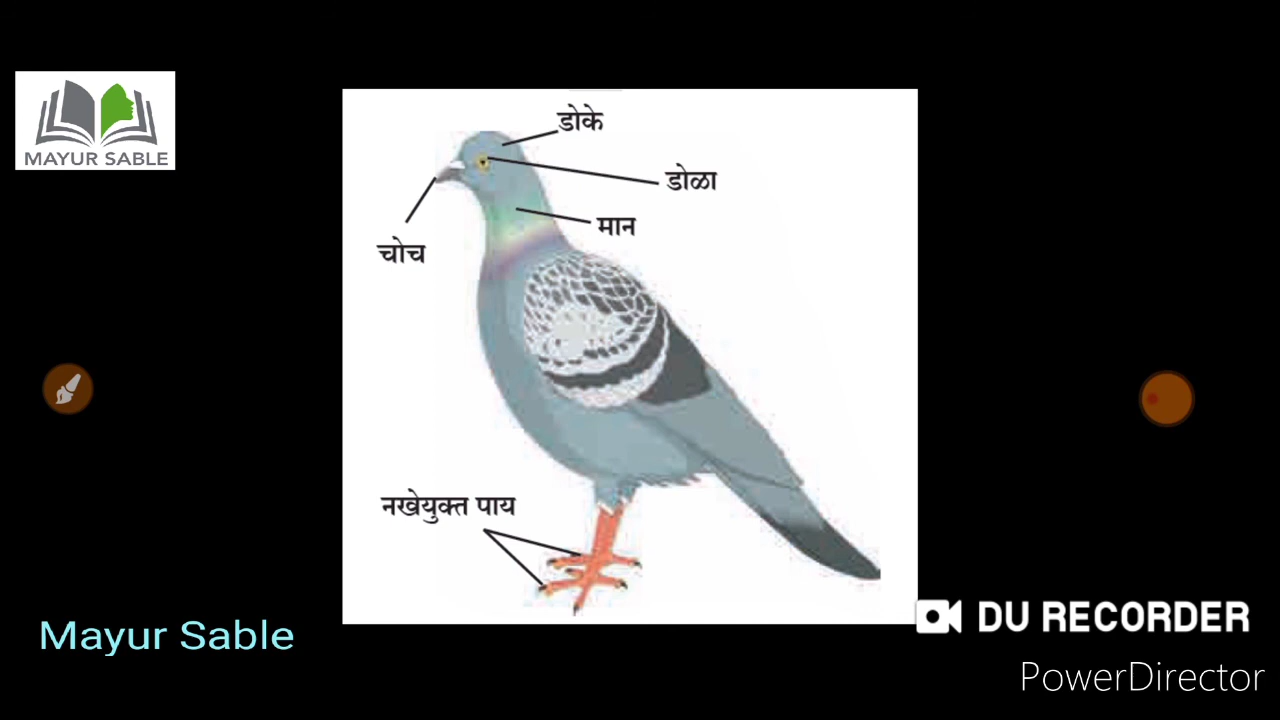 MAYUR SABLE
डोके
डोळा
मान
चोच
नखेयुक्त पाय
Mayur Sable
DU RECORDER
PowerDirector